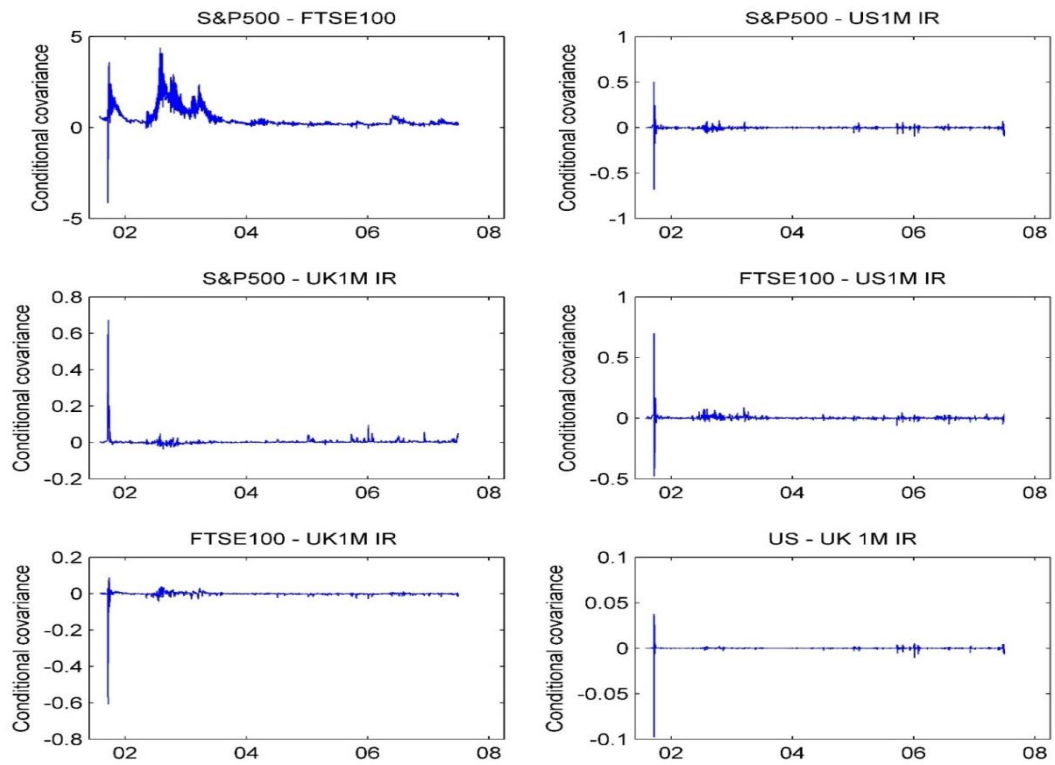 S&P500 - FTSE100
Conditional covariance
5
0
-5
02 04 06 08
S&P500 - US1M IR
Conditional covariance
1
0.5
0
-0.5
-1
02 04 06 08
S&P500 - UK1M IR
Conditional covariance
0.8
0.6
0.4
0.2
0
-0.2
02 04 06 08
FTSE100 - US1M IR
Conditional covariance
1
0.5
0
-0.5
02 04 06 08
FTSE100 - UK1M IR
Conditional covariance
0.2
0
-0.2
-0.4
-0.6
-0.8
02 04 06 08
US - UK 1M IR
Conditional covariance
0.1
0.05
0
-0.05
-0.1
02 04 06 08